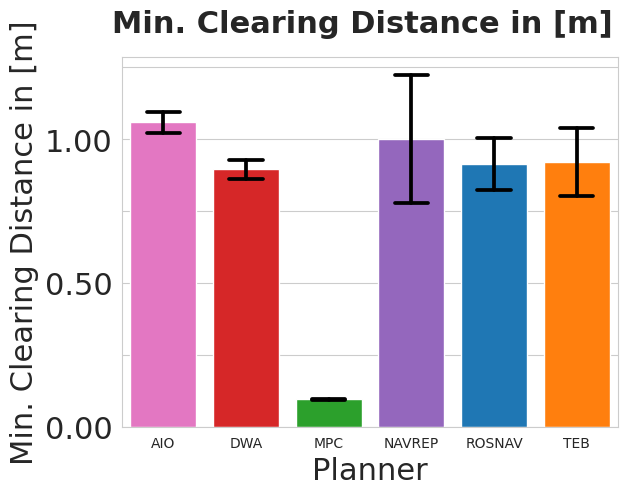 Min. Clearing Distance in [m]
Min. Clearing Distance in [m]
1.00
0.50
0.00
AIO DWA MPC NAVREP ROSNAV TEB
Planner